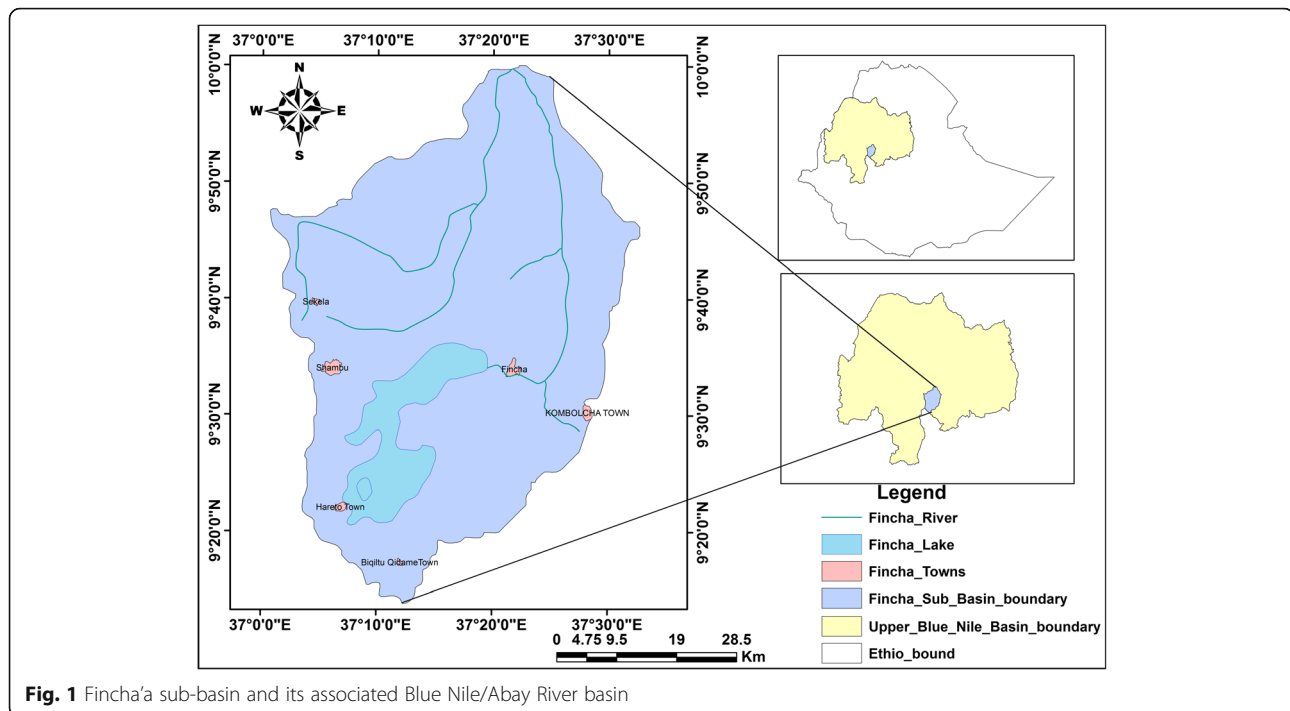 37°0'0"E 37°10'0"E 37°20'0"E 37°30'0"E
10°0'0"N 10°0'0"N
N
W E
S
9°50'0"N 9°50'0"N
9°40'0"N 9°40'0"N
Sekela
Shambu
Fincha
KOMBOLCHA TOWN
9°30'0"N 9°30'0"N
Hareto Town
9°20'0"N 9°20'0"N
Town
37°0'0"E 37°10'0"E 37°20'0"E 37°30'0"E
0 4.75 9.5 19 28.5
Km
Legend
Fincha_River
Fincha_Lake
Fincha_Towns
Fincha_Sub_Basin_boundary
Upper_Blue_Nile_Basin_boundary
Ethio_bound
Fig. 1 Fincha'a sub-basin and its associated Blue Nile/Abay River basin